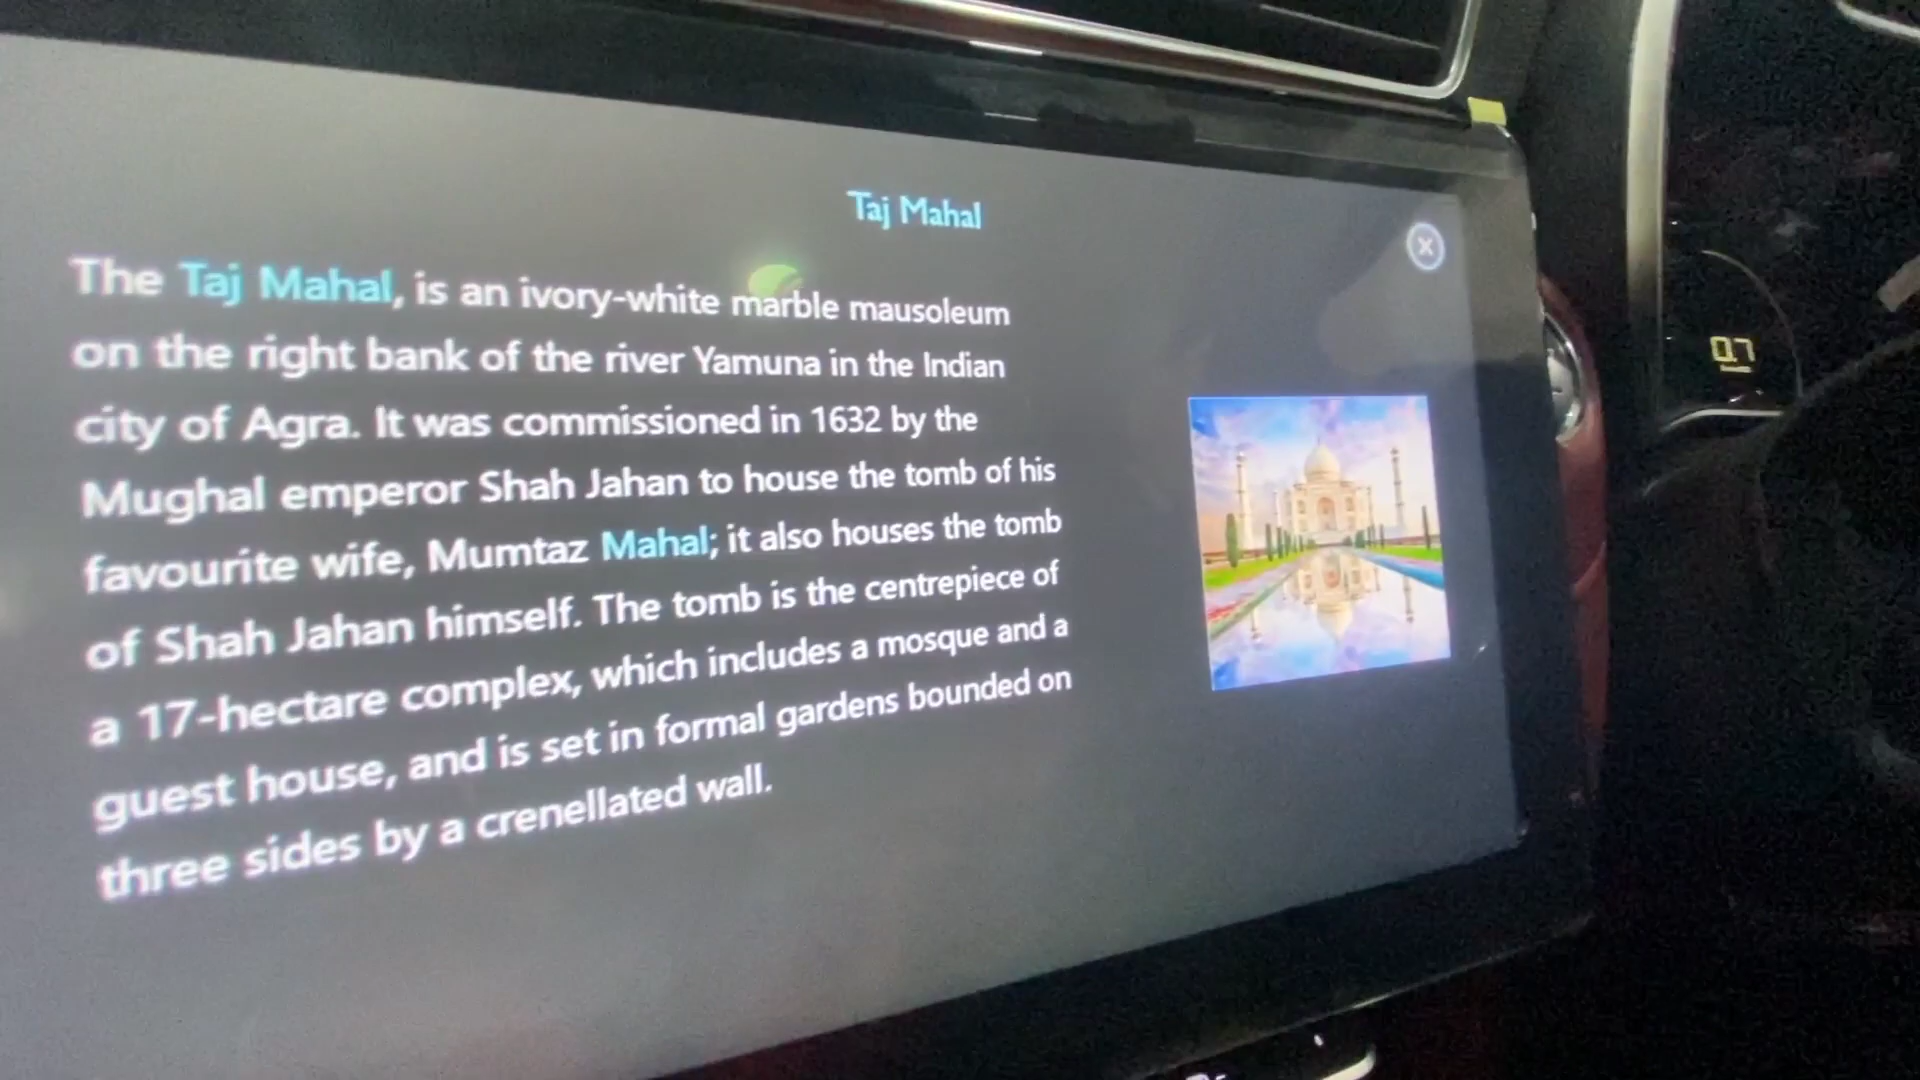 Taj Mahal
The Taj Mahal, is an ivory-white marble mausoleum
on the right bank of the river Yamuna in the Indian
city of Agra. It was commissioned in 1632 by the
Mughal emperor Shah Jahan to house the tomb of his
favourite wife, Mumtaz Mahal; it also houses the tomb
of Shah Jahan himself. The tomb is the centrepiece of
a 17-hectare complex, which includes a mosque and a
guest house, and is set in formal gardens bounded on
three sides by a crenellated wall.
0.7